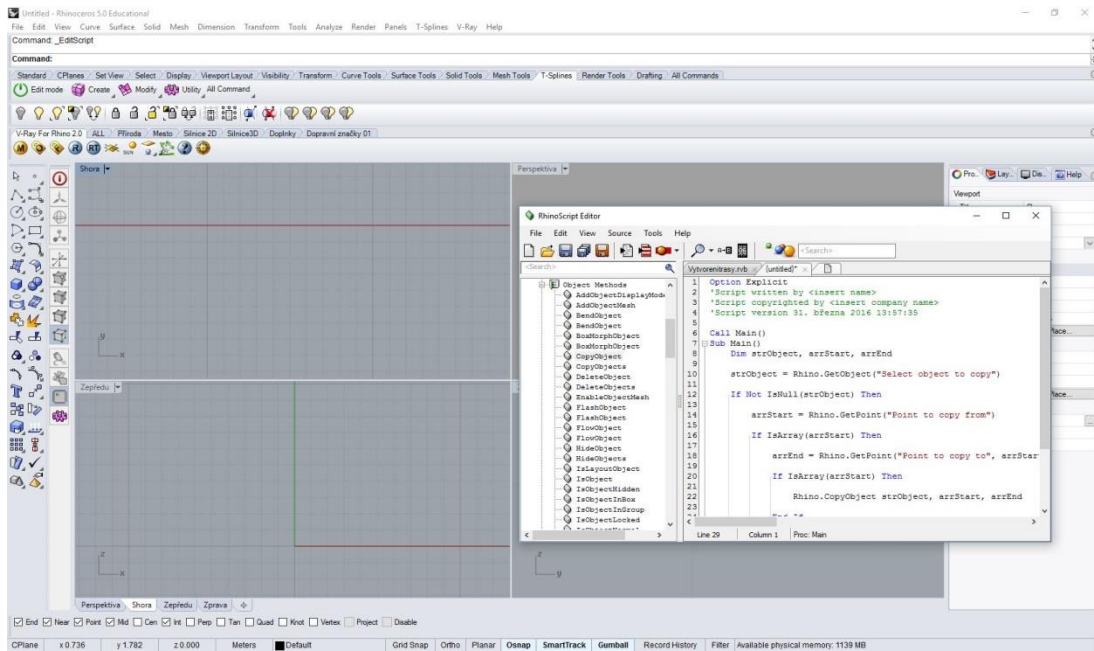 Untitled - Rhinoceros 5.0 Educational
File Edit View Curve Surface Solid Mesh Dimension Transform Tools Analyze Render Panels T-Splines V-Ray Help
Command: _EditScript
Command:
Standard CPlanes Set View Select Display Viewport Layout Visibility Transform Curve Tools Surface Tools Solid Tools Mesh Tools T-Splines Render Tools Drafting All Commands
Edit mode Create Modify Utility All Command
V-Ray For Rhino 2.0 ALL Příroda Mesto Silnice 2D Silnice3D Doplnky Dopravní značky 01
Shora
Perspektiva
Pro.. Lay.. Dis.. Help
Viewport
RhinoScript Editor
File Edit View Source Tools Help
<Search>
<Search>
Vytvorenitrasy.rvb (untitled)*
Object Methods
AddObjectDisplayMode
AddObjectMesh
BendObject
BendObject
BoxMorphObject
BoxMorphObject
CopyObject
CopyObjects
DeleteObject
DeleteObjects
EnableObjectMesh
FlashObject
FlashObject
FlowObject
FlowObject
HideObject
HideObjects
IsLayoutObject
IsObject
IsObjectHidden
IsObjectInBox
IsObjectInGroup
IsObjectLocked
IsObjectNormal
1 Option Explicit
2 'Script written by <insert name>
3 'Script copyrighted by <insert company name>
4 'Script version 31. března 2016 13:57:35
5
6 Call Main()
7 Sub Main()
8 Dim strObject, arrStart, arrEnd
9
10 strObject = Rhino.GetObject("Select object to copy")
11
12 If Not IsNull(strObject) Then
13
14 arrStart = Rhino.GetPoint("Point to copy from")
15
16 If IsArray(arrStart) Then
17
18 arrEnd = Rhino.GetPoint("Point to copy to", arrStar
19
20 If IsArray(arrStart) Then
21
22 Rhino.CopyObject strObject, arrStart, arrEnd
23
24 End If
Line 29 Column 1 Proc: Main
Place...
Place...
y
x
Zepředu
z
x
z
y
Perspektiva Shora Zepředu Zprava
End Near Point Mid Cen Int Perp Tan Quad Knot Vertex Project Disable
CPlane x 0.736 y 1.782 z 0.000 Meters Default Grid Snap Ortho Planar Osnap SmartTrack Gumball Record History Filter Available physical memory: 1139 MB